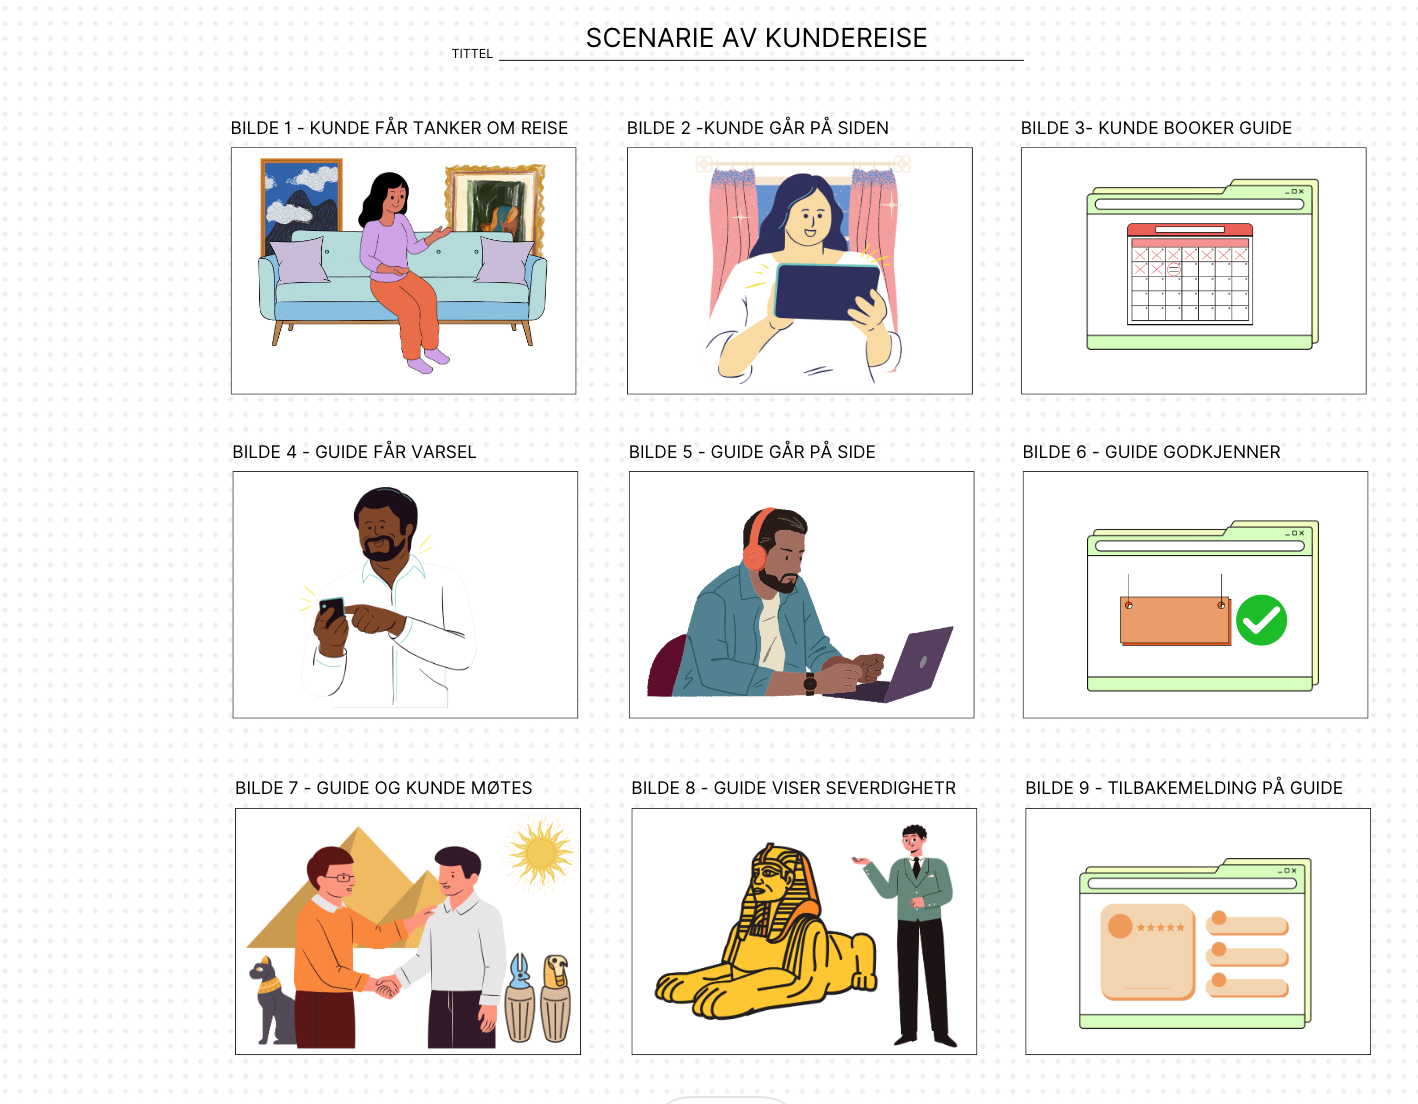 SCENARIE AV KUNDEREISE
TITTEL
BILDE 1 - KUNDE FÅR TANKER OM REISE
BILDE 2 -KUNDE GÅR PÅ SIDEN
BILDE 3- KUNDE BOOKER GUIDE
BILDE 4 - GUIDE FÅR VARSEL
BILDE 5 - GUIDE GÅR PÅ SIDE
BILDE 6 - GUIDE GODKJENNER
BILDE 7 - GUIDE OG KUNDE MØTES
BILDE 8 - GUIDE VISER SEVERDIGHETR
BILDE 9 - TILBAKEMELDING PÅ GUIDE